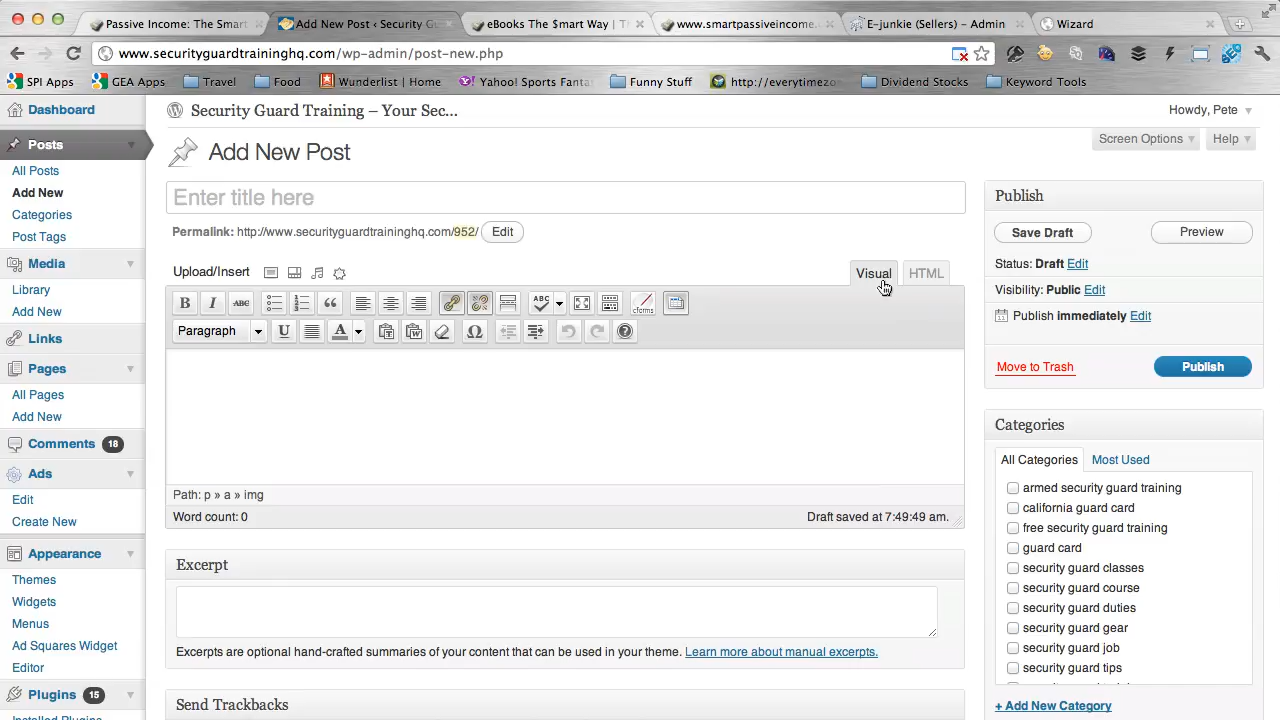 Passive Income: The Smart
Add New Post ‹ Security Gu
eBooks The $mart Way | T
www.smartpassiveincome.
E-junkie (Sellers) – Admin
Wizard
www.securityguardtraininghq.com/wp-admin/post-new.php
SPI Apps
GEA Apps
Travel
Food
Wunderlist | Home
Yahoo! Sports Fantas
Funny Stuff
http://everytimezo
Dividend Stocks
Keyword Tools
Dashboard
Security Guard Training – Your Sec...
Howdy, Pete
Posts
Add New Post
Screen Options
Help
All Posts
Add New
Categories
Post Tags
Enter title here
Permalink: http://www.securityguardtraininghq.com/952/
Edit
Upload/Insert
Visual
HTML
B
I
ABC
ABC
cforms
Paragraph
U
A
Ω
Path: p » a » img
Word count: 0
Draft saved at 7:49:49 am.
Excerpt
Excerpts are optional hand-crafted summaries of your content that can be used in your theme. Learn more about manual excerpts.
Send Trackbacks
Media
Library
Add New
Links
Pages
All Pages
Add New
Comments 18
Ads
Edit
Create New
Appearance
Themes
Widgets
Menus
Ad Squares Widget
Editor
Plugins 15
Installed Plugins
Publish
Save Draft
Preview
Status: Draft Edit
Visibility: Public Edit
Publish immediately Edit
Move to Trash
Publish
Categories
All Categories
Most Used
armed security guard training
california guard card
free security guard training
guard card
security guard classes
security guard course
security guard duties
security guard gear
security guard job
security guard tips
+ Add New Category